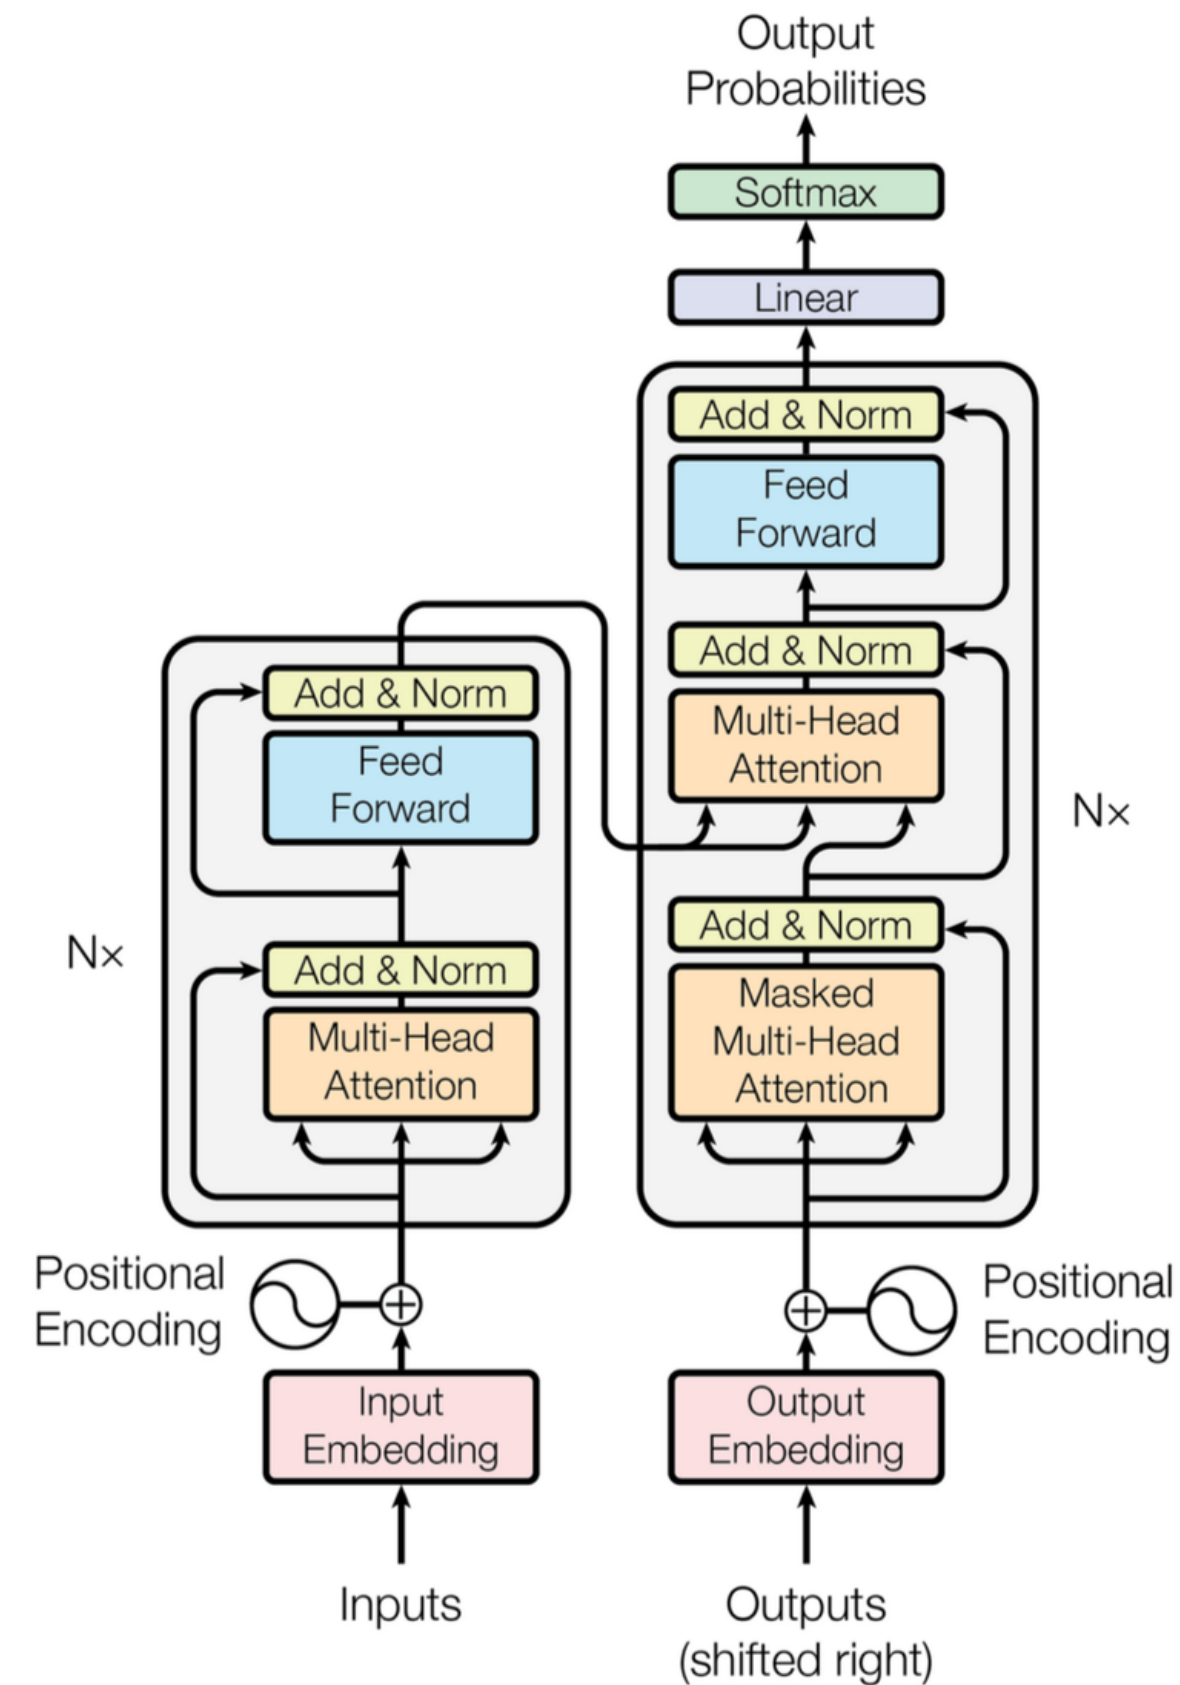 Output
Probabilities
Softmax
Linear
Add & Norm
Feed
Forward
Add & Norm
Multi-Head
Attention
Nx
Add & Norm
Masked
Multi-Head
Attention
Add & Norm
Feed
Forward
Nx
Add & Norm
Multi-Head
Attention
Positional
Encoding
Positional
Encoding
Input
Embedding
Output
Embedding
Inputs
Outputs
(shifted right)